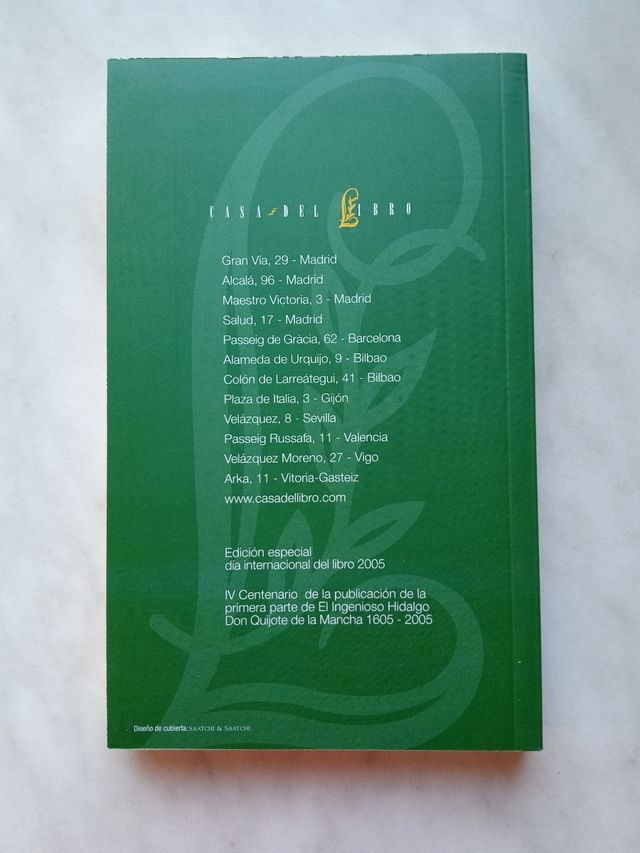 CASA DEL LIBRO
Gran Vía, 29 - Madrid
Alcalá, 96 - Madrid
Maestro Victoria, 3 - Madrid
Salud, 17 - Madrid
Passeig de Gràcia, 62 - Barcelona
Alameda de Urquijo, 9 - Bilbao
Colón de Larreátegui, 41 - Bilbao
Plaza de Italia, 3 - Gijón
Velázquez, 8 - Sevilla
Passeig Russafa, 11 - Valencia
Velázquez Moreno, 27 - Vigo
Arka, 11 - Vitoria-Gasteiz
www.casadellibro.com
Edición especial
día internacional del libro 2005
IV Centenario de la publicación de la
primera parte de El Ingenioso Hidalgo
Don Quijote de la Mancha 1605 - 2005
Diseño de cubierta: SAATCHI & SAATCHI